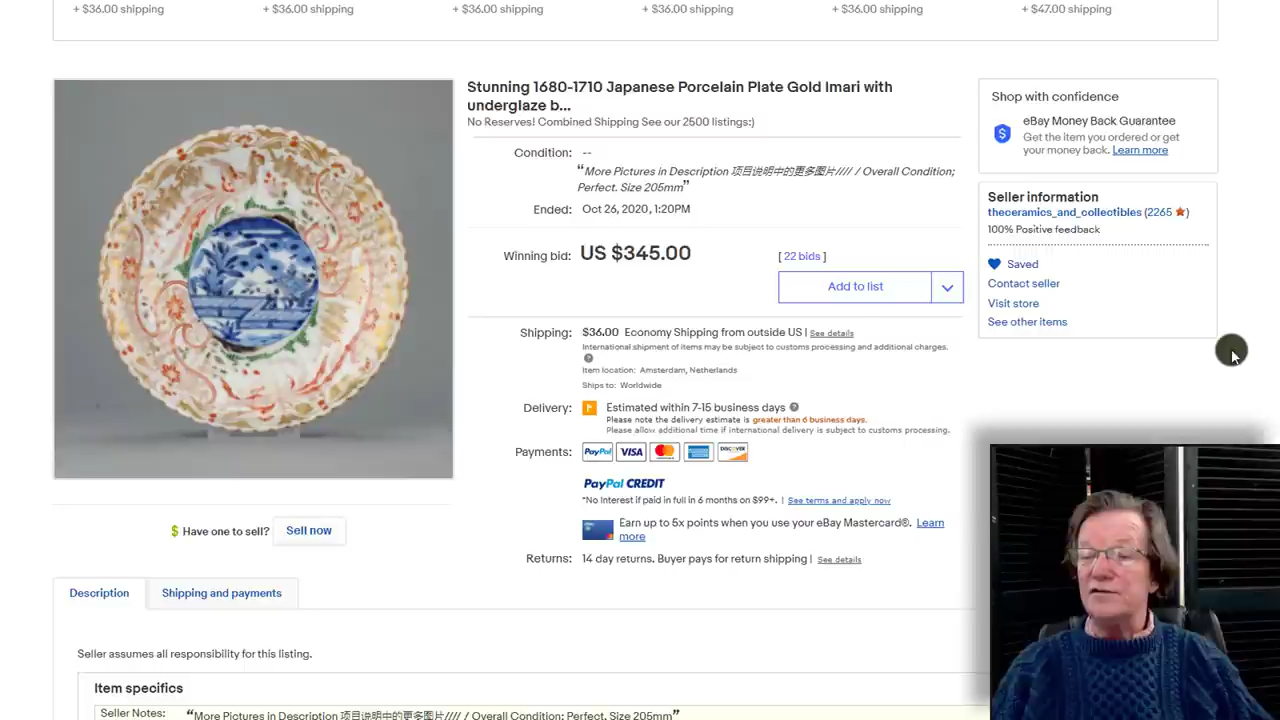 + $36.00 shipping
+ $36.00 shipping
+ $36.00 shipping
+ $36.00 shipping
+ $36.00 shipping
+ $47.00 shipping
Stunning 1680-1710 Japanese Porcelain Plate Gold Imari with
underglaze b...
No Reserves! Combined Shipping See our 2500 listings:)
Condition: --
“More Pictures in Description 项目说明中的更多图片//// / Overall Condition;
Perfect. Size 205mm”
Ended: Oct 26, 2020, 1:20PM
Winning bid: US $345.00 [ 22 bids ]
Add to list
Shipping: $36.00 Economy Shipping from outside US | See details
International shipment of items may be subject to customs processing and additional charges.
?
Item location: Amsterdam, Netherlands
Ships to: Worldwide
Delivery: Estimated within 7-15 business days ?
Please note the delivery estimate is greater than 6 business days.
Please allow additional time if international delivery is subject to customs processing.
Payments: PayPal VISA DISCOVER
PayPal CREDIT
*No Interest if paid in full in 6 months on $99+. | See terms and apply now
Earn up to 5x points when you use your eBay Mastercard®. Learn
more
Returns: 14 day returns. Buyer pays for return shipping | See details
Shop with confidence
eBay Money Back Guarantee
$
Get the item you ordered or get
your money back. Learn more
Seller information
theceramics_and_collectibles (2265 ★)
100% Positive feedback
Saved
Contact seller
Visit store
See other items
$ Have one to sell? Sell now
Description
Shipping and payments
Seller assumes all responsibility for this listing.
Item specifics
Seller Notes: “More Pictures in Description 项目说明中的更多图片//// / Overall Condition; Perfect. Size 205mm”